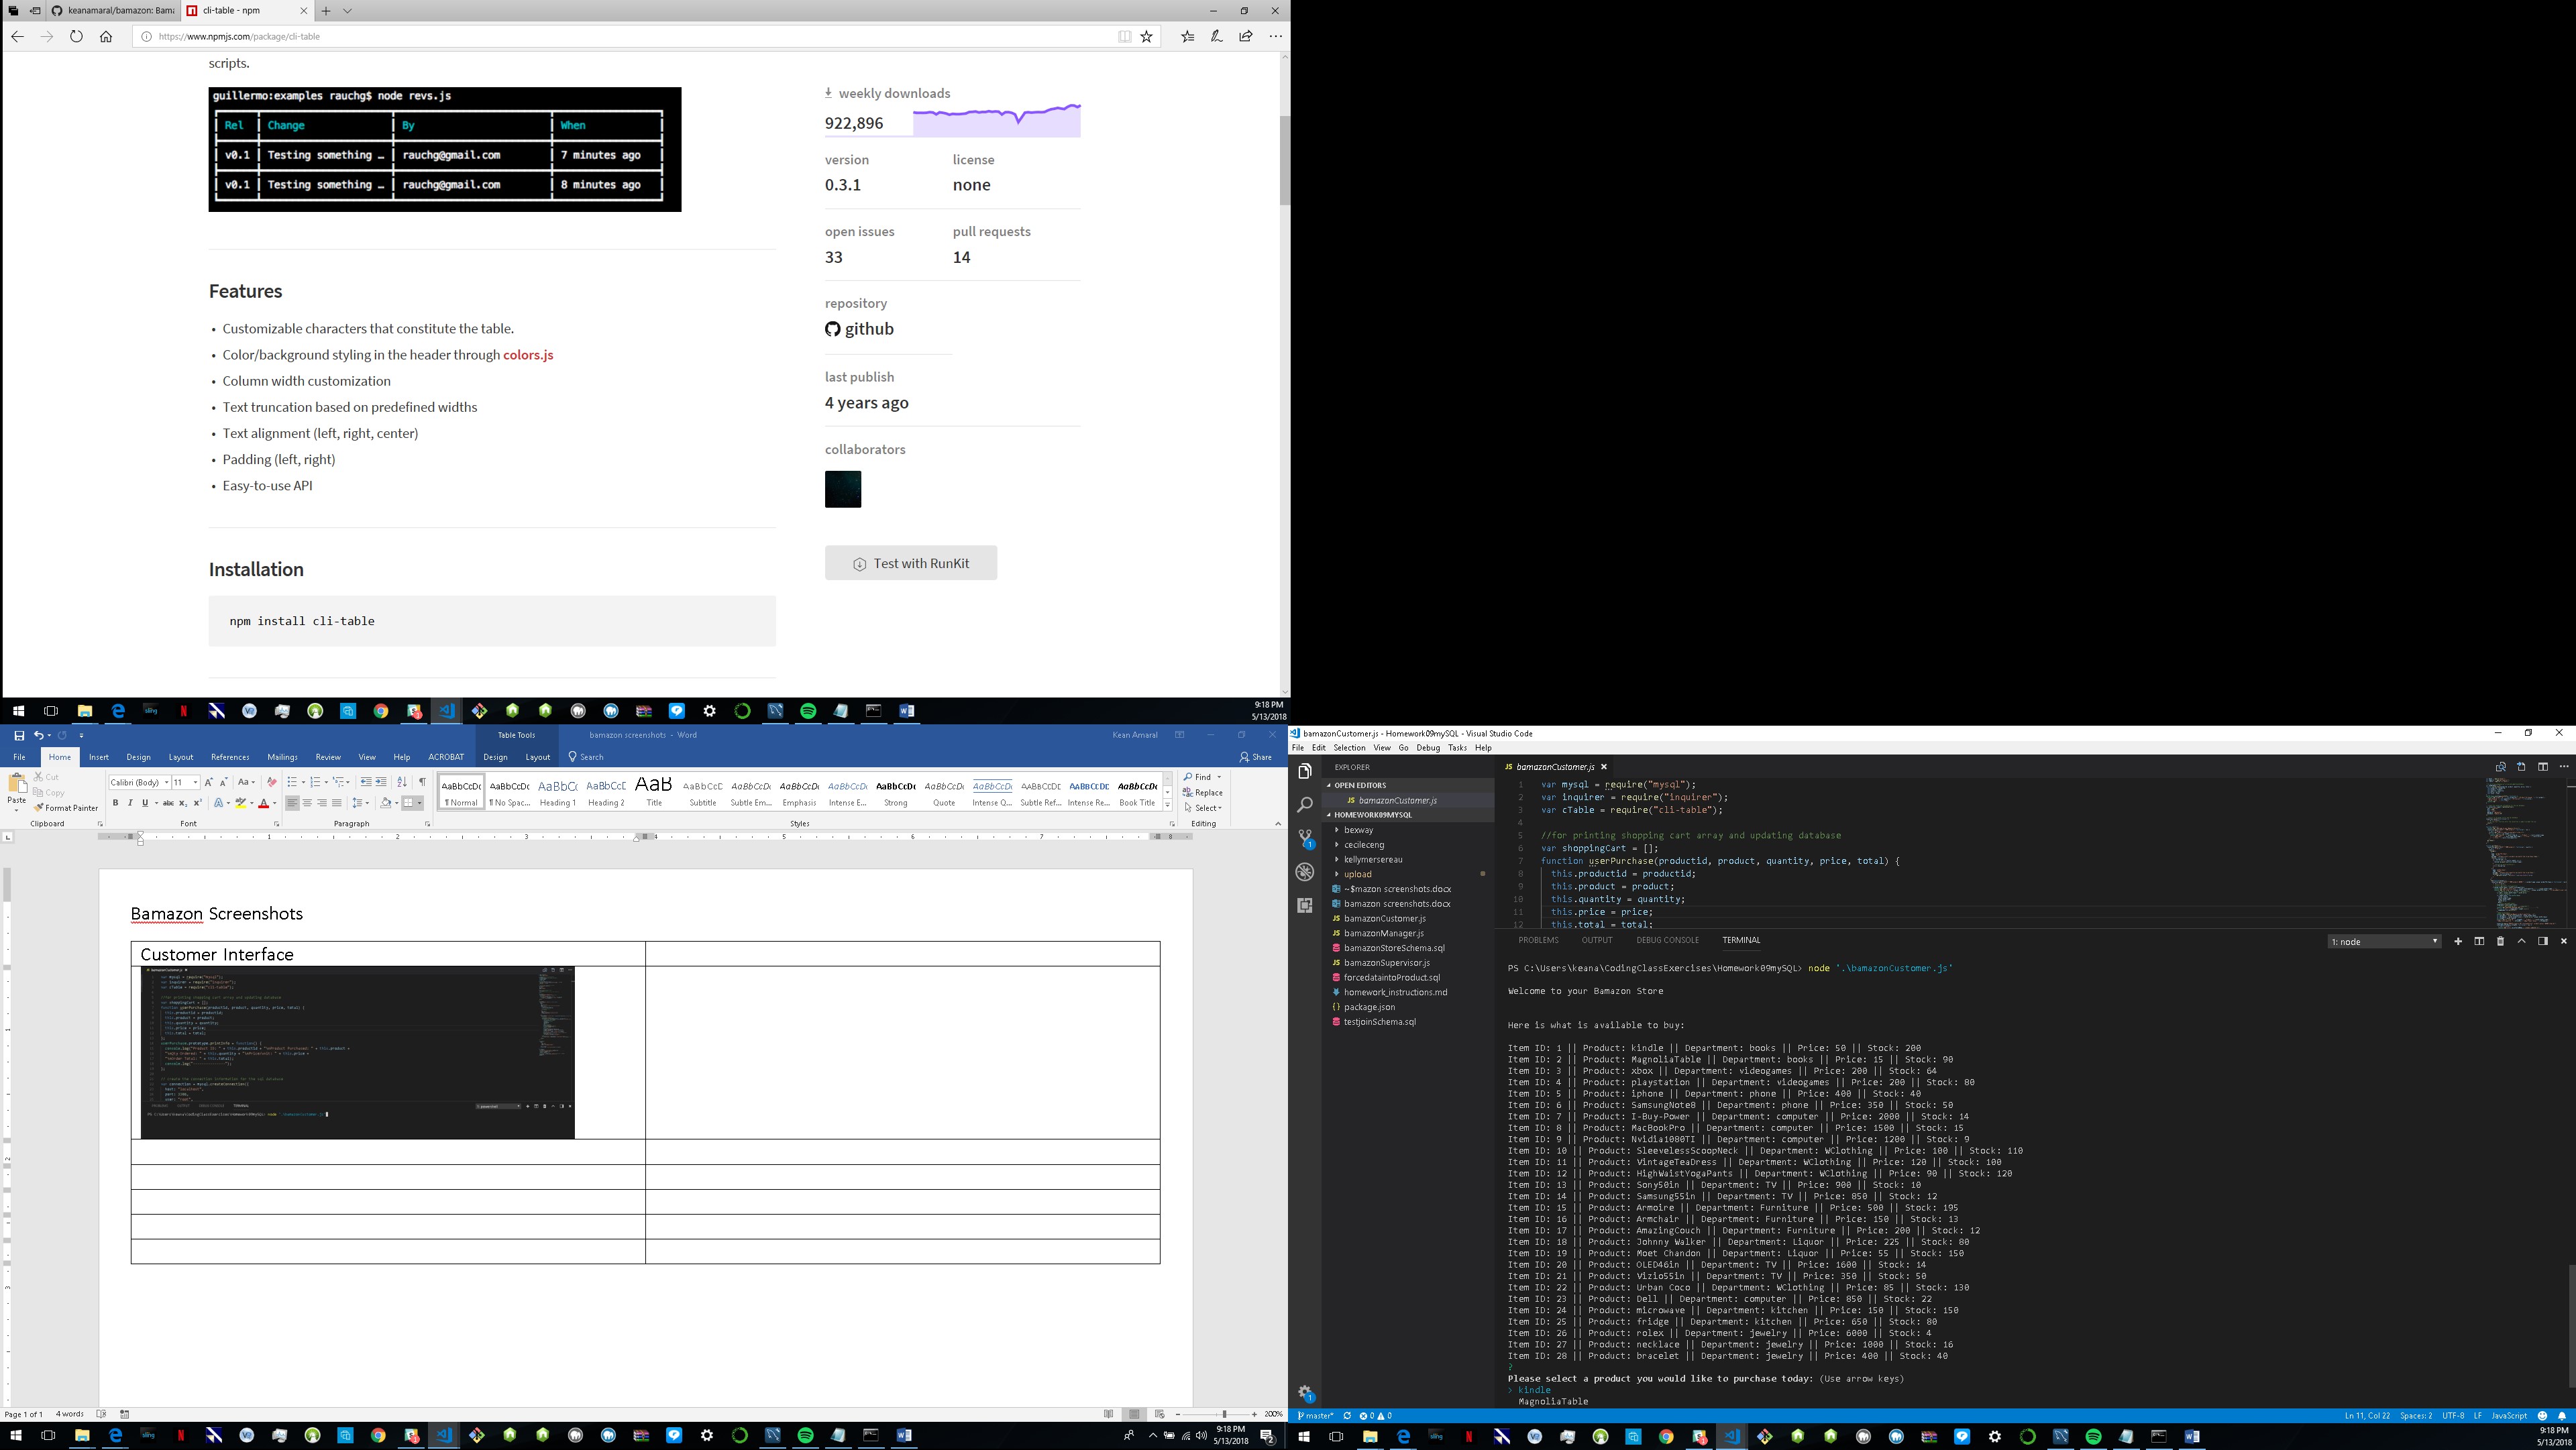 keanamaral/bamazon: Bam
cli-table - npm
https://www.npmjs.com/package/cli-table
scripts.
guillermo:examples rauchg$ node revs.js
Rel Change By When
v0.1 Testing something … rauchg@gmail.com 7 minutes ago
v0.1 Testing something … rauchg@gmail.com 8 minutes ago
Features
• Customizable characters that constitute the table.
• Color/background styling in the header through colors.js
• Column width customization
• Text truncation based on predefined widths
• Text alignment (left, right, center)
• Padding (left, right)
• Easy-to-use API
Installation
npm install cli-table
weekly downloads
922,896
version license
0.3.1 none
open issues pull requests
33 14
repository
github
last publish
4 years ago
collaborators
Test with RunKit
9:18 PM
5/13/2018
Table Tools
bamazon screenshots - Word
Kean Amaral
File Home Insert Design Layout References Mailings Review View Help ACROBAT Design Layout Search Share
Paste
Cut
Copy
Format Painter
Clipboard
Calibri (Body) 11
Font
Paragraph
¶ Normal ¶ No Spac... Heading 1 Heading 2 Title Subtitle Subtle Em... Emphasis Intense E... Strong Quote Intense Q... Subtle Ref... Intense Re... Book Title
Styles
Find
Replace
Select
Editing
Bamazon Screenshots
Customer Interface
Page 1 of 1 4 words
200%
9:18 PM
5/13/2018
bamazonCustomer.js - Homework09mySQL - Visual Studio Code
File Edit Selection View Go Debug Tasks Help
EXPLORER
OPEN EDITORS
JS bamazonCustomer.js
HOMEWORK09MYSQL
bexway
cecileceng
kellymersereau
upload
~$mazon screenshots.docx
bamazon screenshots.docx
JS bamazonCustomer.js
JS bamazonManager.js
bamazonStoreSchema.sql
JS bamazonSupervisor.js
forcedataintoProduct.sql
homework_instructions.md
{} package.json
testjoinSchema.sql
JS bamazonCustomer.js
1 var mysql = require("mysql");
2 var inquirer = require("inquirer");
3 var cTable = require("cli-table");
4
5 //for printing shopping cart array and updating database
6 var shoppingCart = [];
7 function userPurchase(productid, product, quantity, price, total) {
8 this.productid = productid;
9 this.product = product;
10 this.quantity = quantity;
11 this.price = price;
12 this.total = total;
PROBLEMS OUTPUT DEBUG CONSOLE TERMINAL
1: node
PS C:\Users\keana\CodingClassExercises\Homework09mySQL> node '.\bamazonCustomer.js'
Welcome to your Bamazon Store
Here is what is available to buy:
Item ID: 1 || Product: kindle || Department: books || Price: 50 || Stock: 200
Item ID: 2 || Product: MagnoliaTable || Department: books || Price: 15 || Stock: 90
Item ID: 3 || Product: xbox || Department: videogames || Price: 200 || Stock: 64
Item ID: 4 || Product: playstation || Department: videogames || Price: 200 || Stock: 80
Item ID: 5 || Product: iphone || Department: phone || Price: 400 || Stock: 40
Item ID: 6 || Product: SamsungNote8 || Department: phone || Price: 350 || Stock: 50
Item ID: 7 || Product: I-Buy-Power || Department: computer || Price: 2000 || Stock: 14
Item ID: 8 || Product: MacBookPro || Department: computer || Price: 1500 || Stock: 15
Item ID: 9 || Product: Nvidia1080TI || Department: computer || Price: 1200 || Stock: 9
Item ID: 10 || Product: SleevelessScoopNeck || Department: WClothing || Price: 100 || Stock: 110
Item ID: 11 || Product: VintageTeaDress || Department: WClothing || Price: 120 || Stock: 100
Item ID: 12 || Product: HighWaistYogaPants || Department: WClothing || Price: 90 || Stock: 120
Item ID: 13 || Product: Sony50in || Department: TV || Price: 900 || Stock: 10
Item ID: 14 || Product: Samsung55in || Department: TV || Price: 850 || Stock: 12
Item ID: 15 || Product: Armoire || Department: Furniture || Price: 500 || Stock: 195
Item ID: 16 || Product: Armchair || Department: Furniture || Price: 150 || Stock: 13
Item ID: 17 || Product: AmazingCouch || Department: Furniture || Price: 200 || Stock: 12
Item ID: 18 || Product: Johnny Walker || Department: Liquor || Price: 225 || Stock: 80
Item ID: 19 || Product: Moet Chandon || Department: Liquor || Price: 55 || Stock: 150
Item ID: 20 || Product: OLED46in || Department: TV || Price: 1600 || Stock: 14
Item ID: 21 || Product: Vizio55in || Department: TV || Price: 350 || Stock: 50
Item ID: 22 || Product: Urban Coco || Department: WClothing || Price: 85 || Stock: 130
Item ID: 23 || Product: Dell || Department: computer || Price: 850 || Stock: 22
Item ID: 24 || Product: microwave || Department: kitchen || Price: 150 || Stock: 150
Item ID: 25 || Product: fridge || Department: kitchen || Price: 650 || Stock: 80
Item ID: 26 || Product: rolex || Department: jewelry || Price: 6000 || Stock: 4
Item ID: 27 || Product: necklace || Department: jewelry || Price: 1000 || Stock: 16
Item ID: 28 || Product: bracelet || Department: jewelry || Price: 400 || Stock: 40
?
Please select a product you would like to purchase today: (Use arrow keys)
> kindle
MagnoliaTable
master* 0 0
Ln 11, Col 22 Spaces: 2 UTF-8 LF JavaScript
9:18 PM
5/13/2018